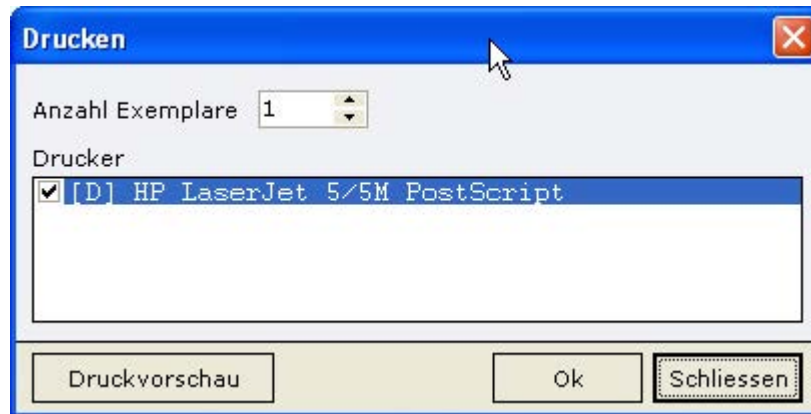 Drucken
Anzahl Exemplare 1
Drucker
[D] HP LaserJet 5/5M PostScript
Druckvorschau Ok Schliessen